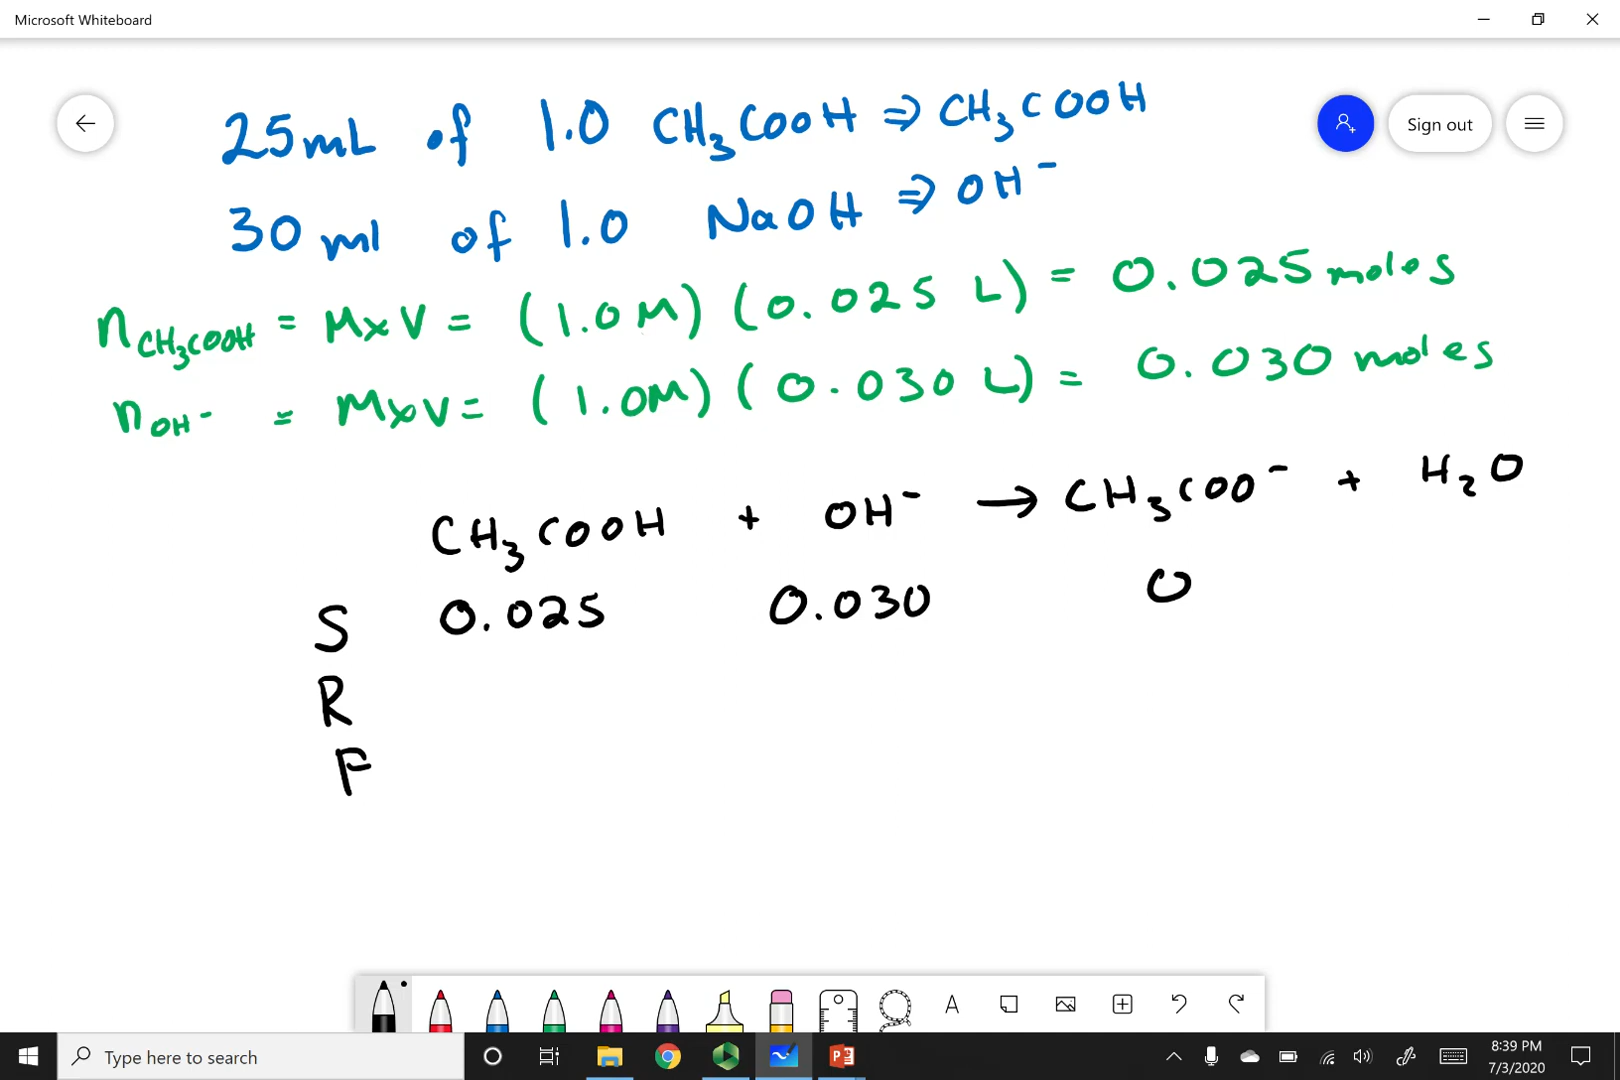 Microsoft Whiteboard
Sign out
25mL of 1.0 CH₃COOH ⇒ CH₃COOH
30 ml of 1.0 NaOH ⇒ OH⁻
n CH₃COOH = M×V = (1.0M) (0.025 L) = 0.025 moles
n OH⁻ = M×V = (1.0M) (0.030 L) = 0.030 moles
CH₃COOH + OH⁻ → CH₃COO⁻ + H₂O
S 0.025 0.030 0
R
F
A
Type here to search
8:39 PM
7/3/2020